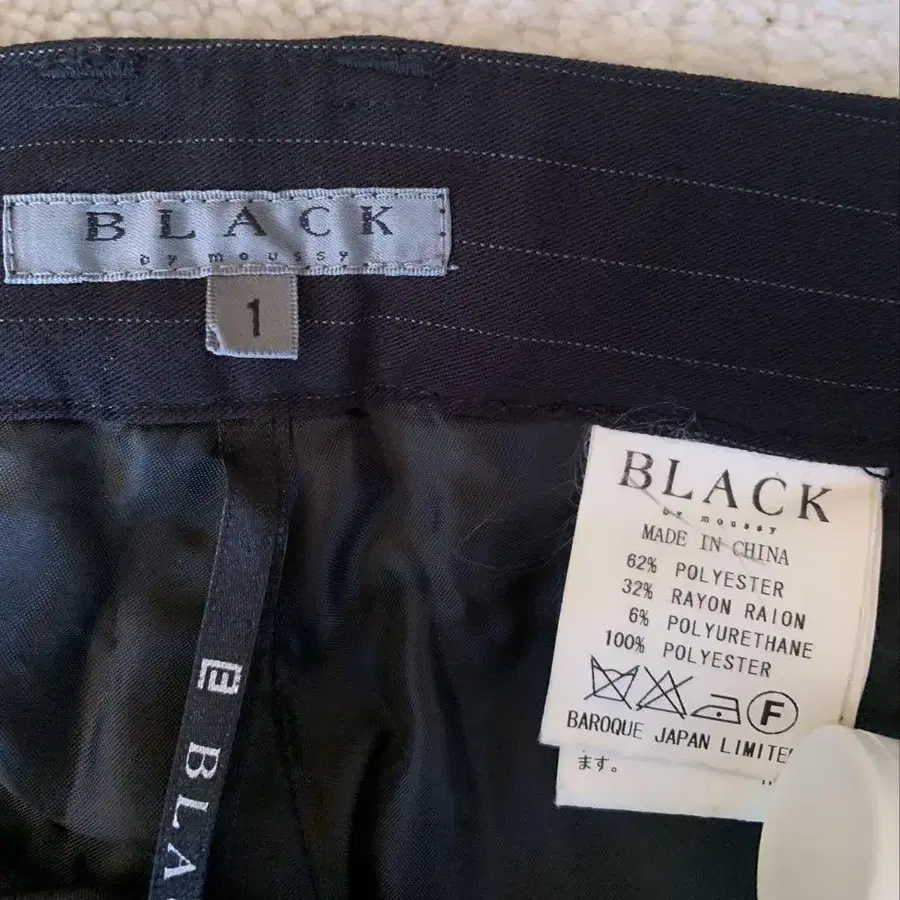 BLACK
by moussy
1
BLACK
by moussy
MADE IN CHINA
62% POLYESTER
32% RAYON RAION
6% POLYURETHANE
100% POLYESTER
F
BAROQUE JAPAN
ます。
BLA